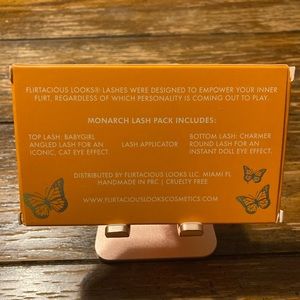 FLIRTACIOUS LOOKS® LASHES WERE DESIGNED TO EMPOWER YOUR INNER
FLIRT, REGARDLESS OF WHICH PERSONALITY IS COMING OUT TO PLAY.
MONARCH LASH PACK INCLUDES:
TOP LASH: BABYGIRL
ANGLED LASH FOR AN
ICONIC, CAT EYE EFFECT.
LASH APPLICATOR
BOTTOM LASH: CHARMER
ROUND LASH FOR AN
INSTANT DOLL EYE EFFECT.
DISTRIBUTED BY FLIRTACIOUS LOOKS LLC. MIAMI FL
HANDMADE IN PRC | CRUELTY FREE
WWW.FLIRTACIOUSLOOKSCOSMETICS.COM